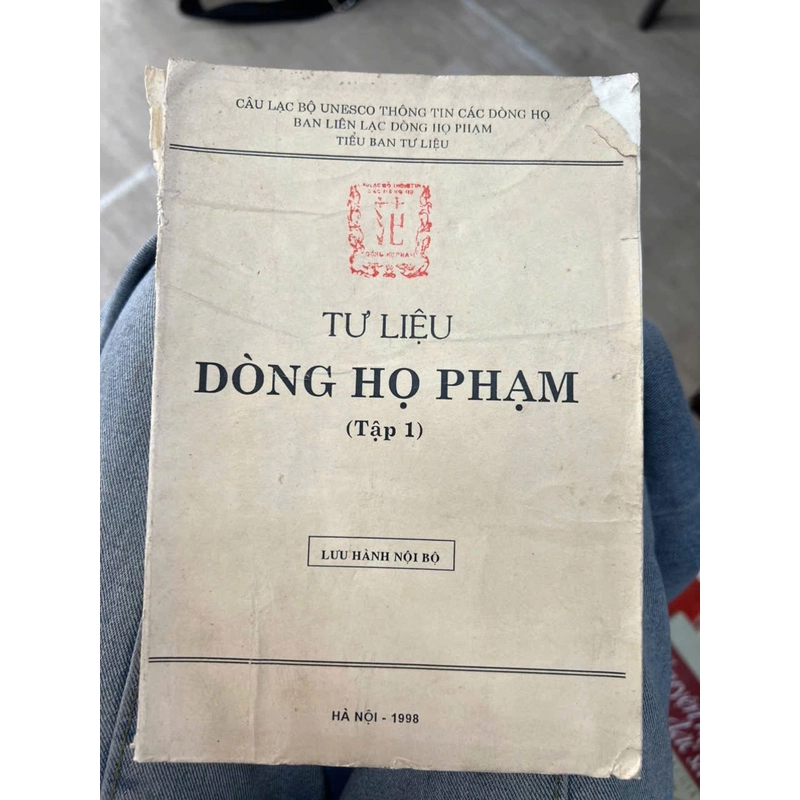 CÂU LẠC BỘ UNESCO THÔNG TIN CÁC DÒNG HỌ
BAN LIÊN LẠC DÒNG HỌ PHẠM
TIỂU BAN TƯ LIỆU
TƯ LIỆU
DÒNG HỌ PHẠM
(Tập 1)
LƯU HÀNH NỘI BỘ
HÀ NỘI - 1998